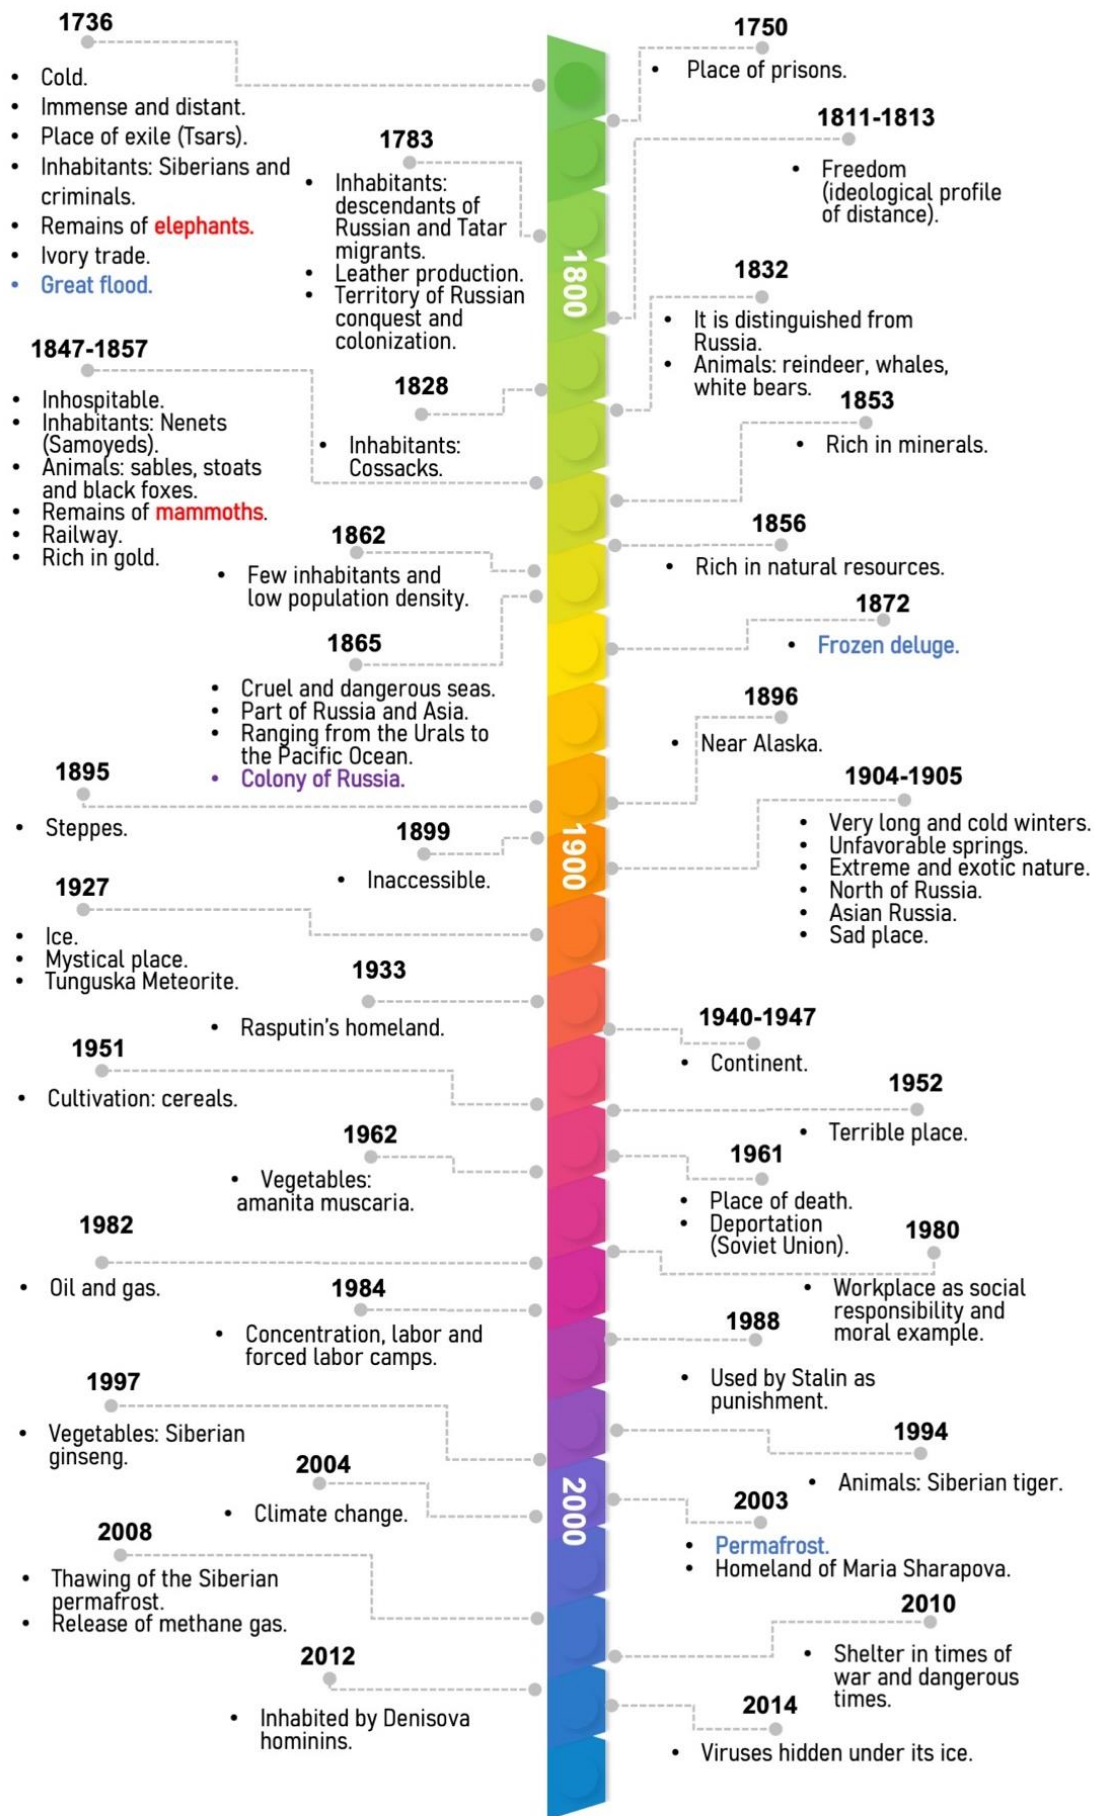 1736
• Cold.
• Immense and distant.
• Place of exile (Tsars).
• Inhabitants: Siberians and
criminals.
• Remains of elephants.
• Ivory trade.
• Great flood.
1750
• Place of prisons.
1783
• Inhabitants:
descendants of
Russian and Tatar
migrants.
• Leather production.
• Territory of Russian
conquest and
colonization.
1811-1813
• Freedom
(ideological profile
of distance).
1800
1832
• It is distinguished from
Russia.
• Animals: reindeer, whales,
white bears.
1847-1857
• Inhospitable.
• Inhabitants: Nenets
(Samoyeds).
• Animals: sables, stoats
and black foxes.
• Remains of mammoths.
• Railway.
• Rich in gold.
1828
• Inhabitants:
Cossacks.
1853
• Rich in minerals.
1862
• Few inhabitants and
low population density.
1856
• Rich in natural resources.
1872
• Frozen deluge.
1865
• Cruel and dangerous seas.
• Part of Russia and Asia.
• Ranging from the Urals to
the Pacific Ocean.
• Colony of Russia.
1896
• Near Alaska.
1895
• Steppes.
1904-1905
• Very long and cold winters.
• Unfavorable springs.
• Extreme and exotic nature.
• North of Russia.
• Asian Russia.
• Sad place.
1899
• Inaccessible.
1900
1927
• Ice.
• Mystical place.
• Tunguska Meteorite.
1933
• Rasputin's homeland.
1940-1947
• Continent.
1951
• Cultivation: cereals.
1952
• Terrible place.
1962
• Vegetables:
amanita muscaria.
1961
• Place of death.
• Deportation
(Soviet Union).
1982
• Oil and gas.
1980
• Workplace as social
responsibility and
moral example.
1984
• Concentration, labor and
forced labor camps.
1988
• Used by Stalin as
punishment.
1997
• Vegetables: Siberian
ginseng.
1994
• Animals: Siberian tiger.
2004
• Climate change.
2000
2003
• Permafrost.
• Homeland of Maria Sharapova.
2008
• Thawing of the Siberian
permafrost.
• Release of methane gas.
2010
• Shelter in times of
war and dangerous
times.
2012
• Inhabited by Denisova
hominins.
2014
• Viruses hidden under its ice.